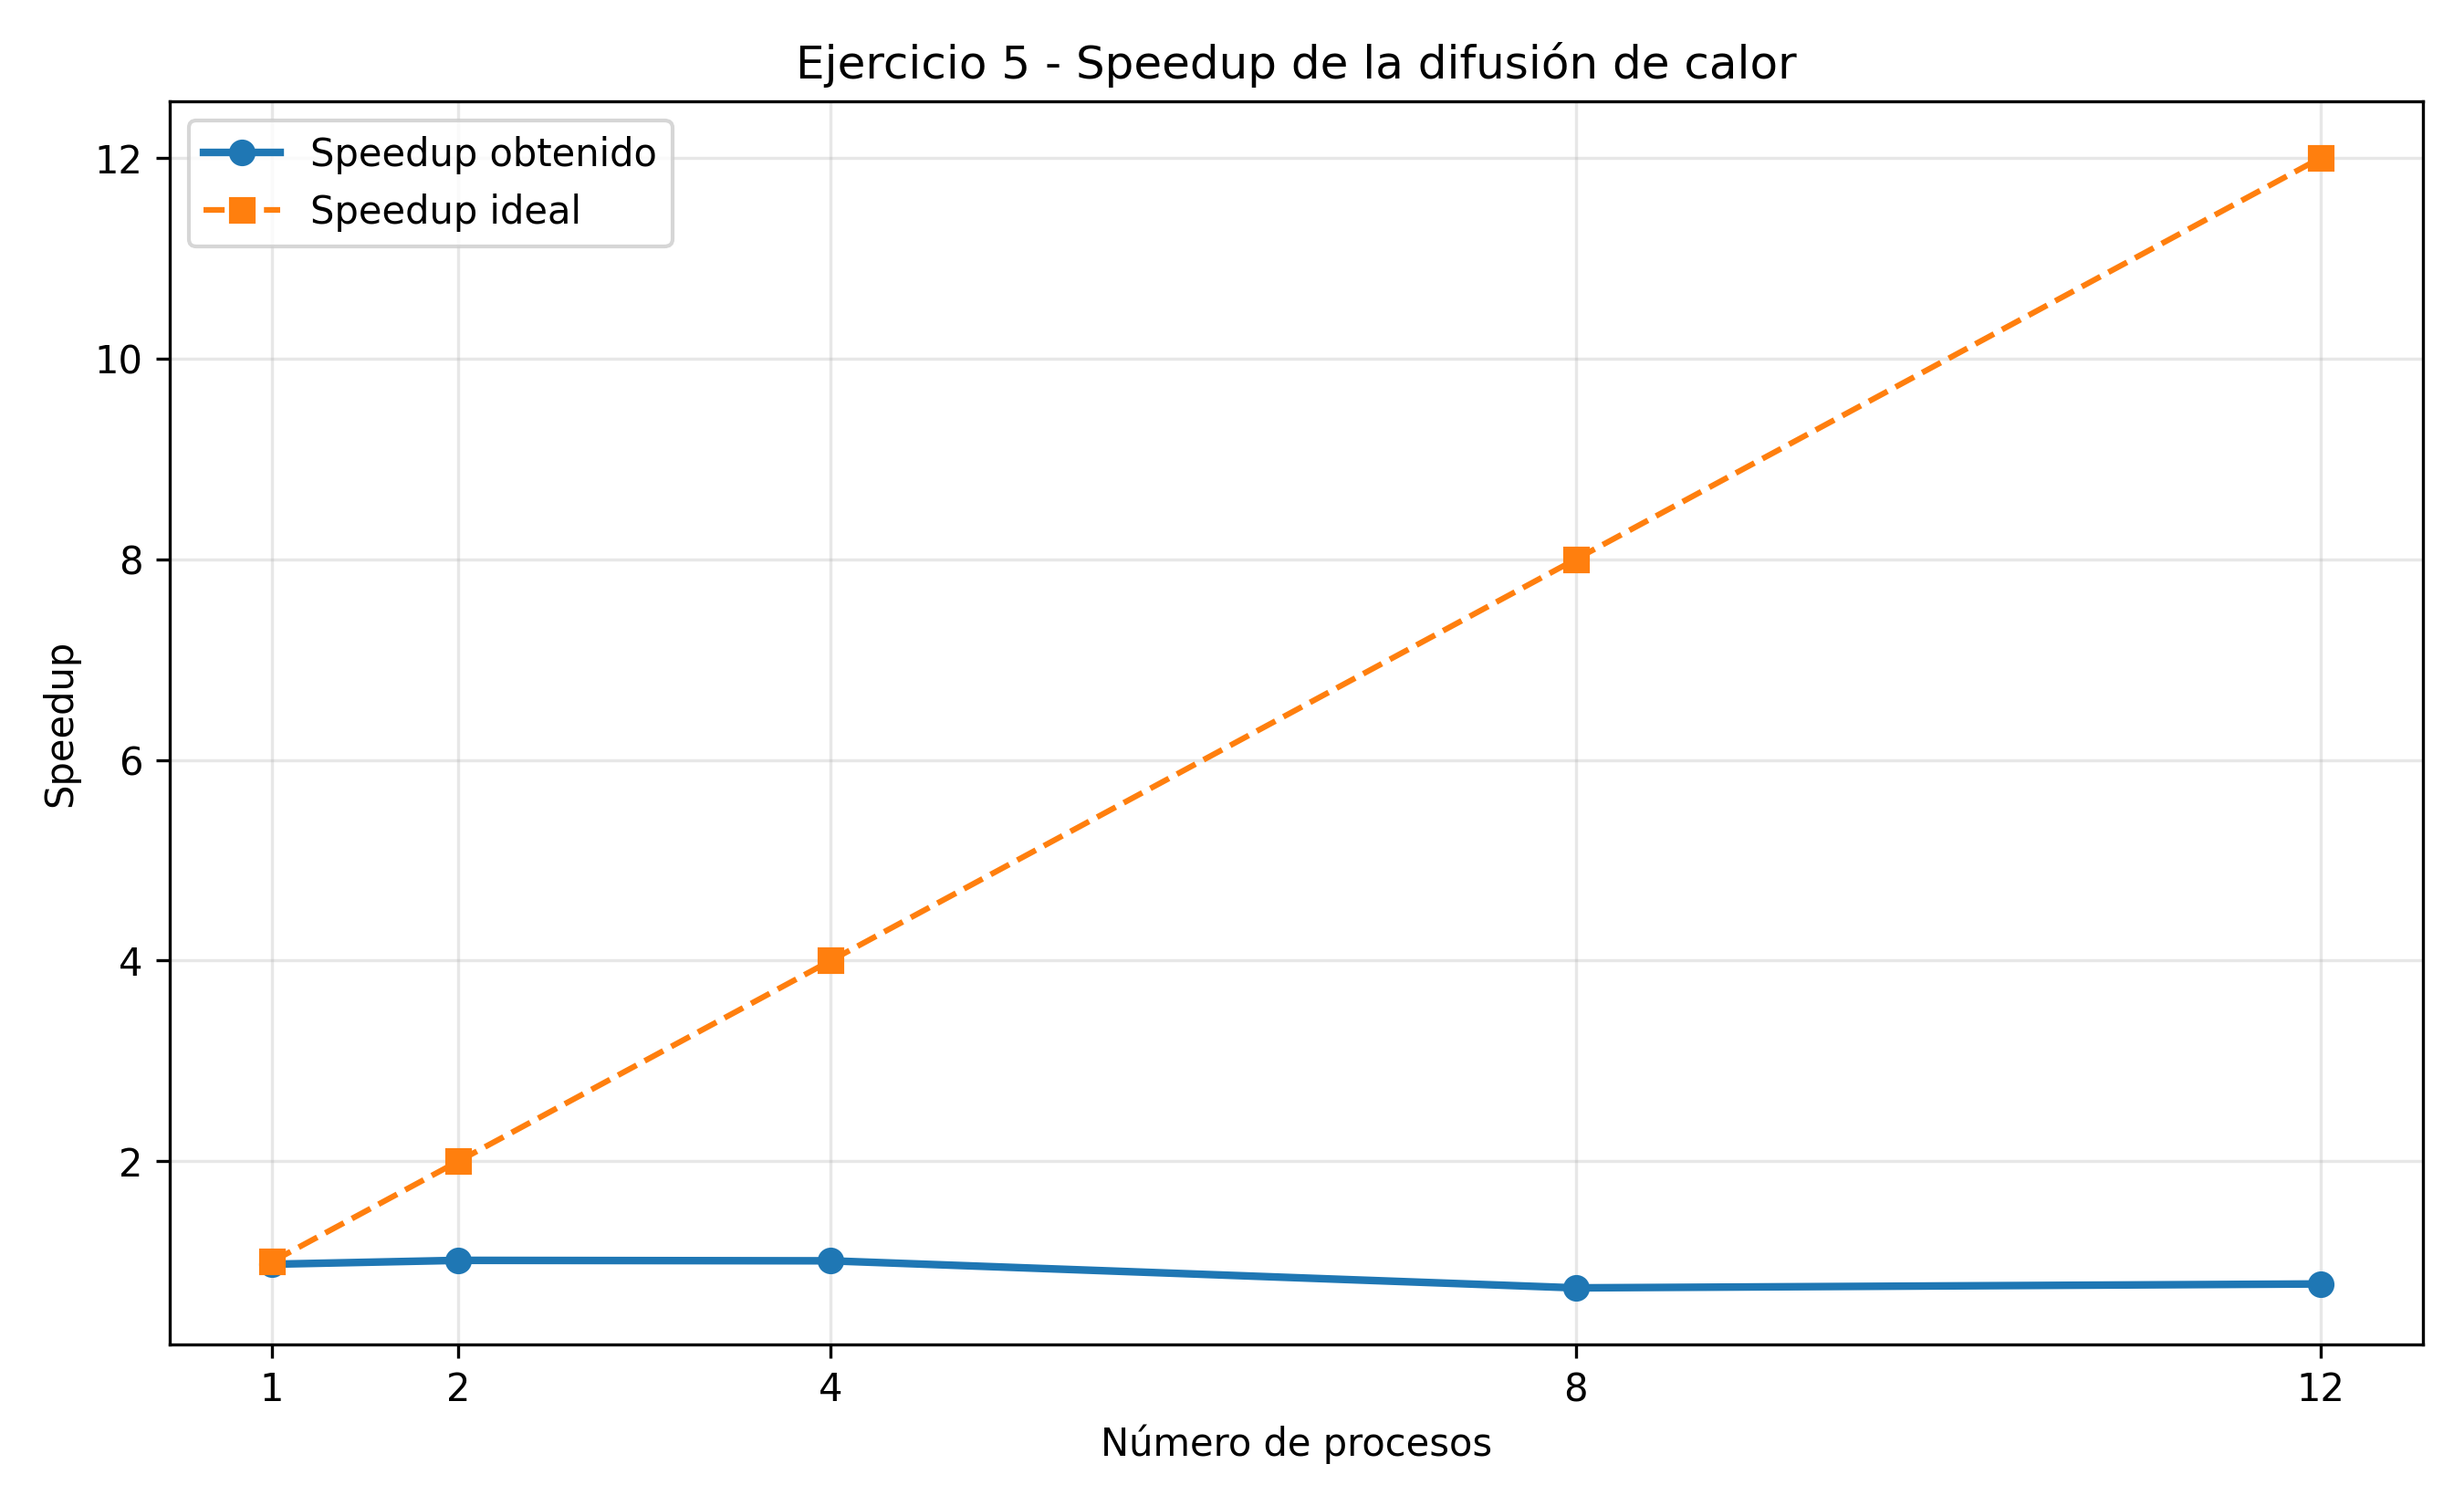 Ejercicio 5 - Speedup de la difusión de calor
Speedup obtenido
Speedup ideal
12
10
8
6
4
2
Speedup
1 2 4 8 12
Número de procesos